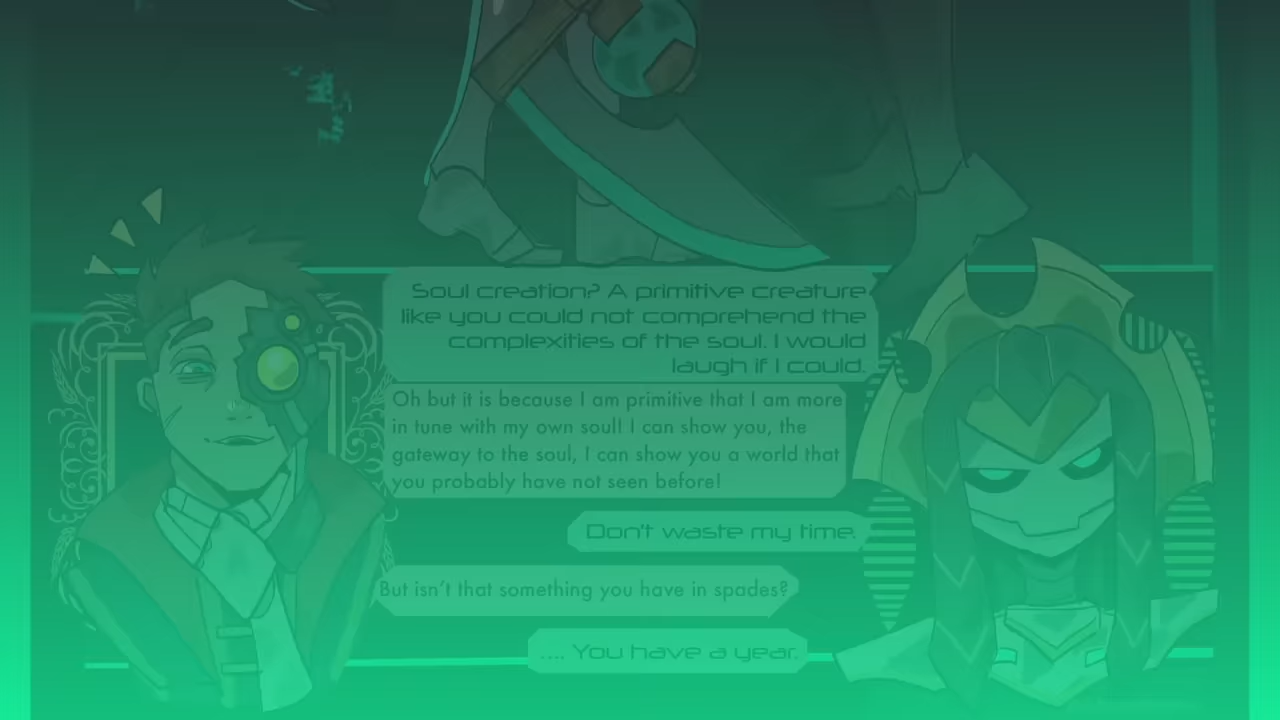 Soul creation? A primitive creature
like you could not comprehend the
complexities of the soul. I would
laugh if I could.
Oh but it is because I am primitive that I am more
in tune with my own soul! I can show you, the
gateway to the soul, I can show you a world that
you probably have not seen before!
Don't waste my time.
But isn't that something you have in spades?
.... You have a year.